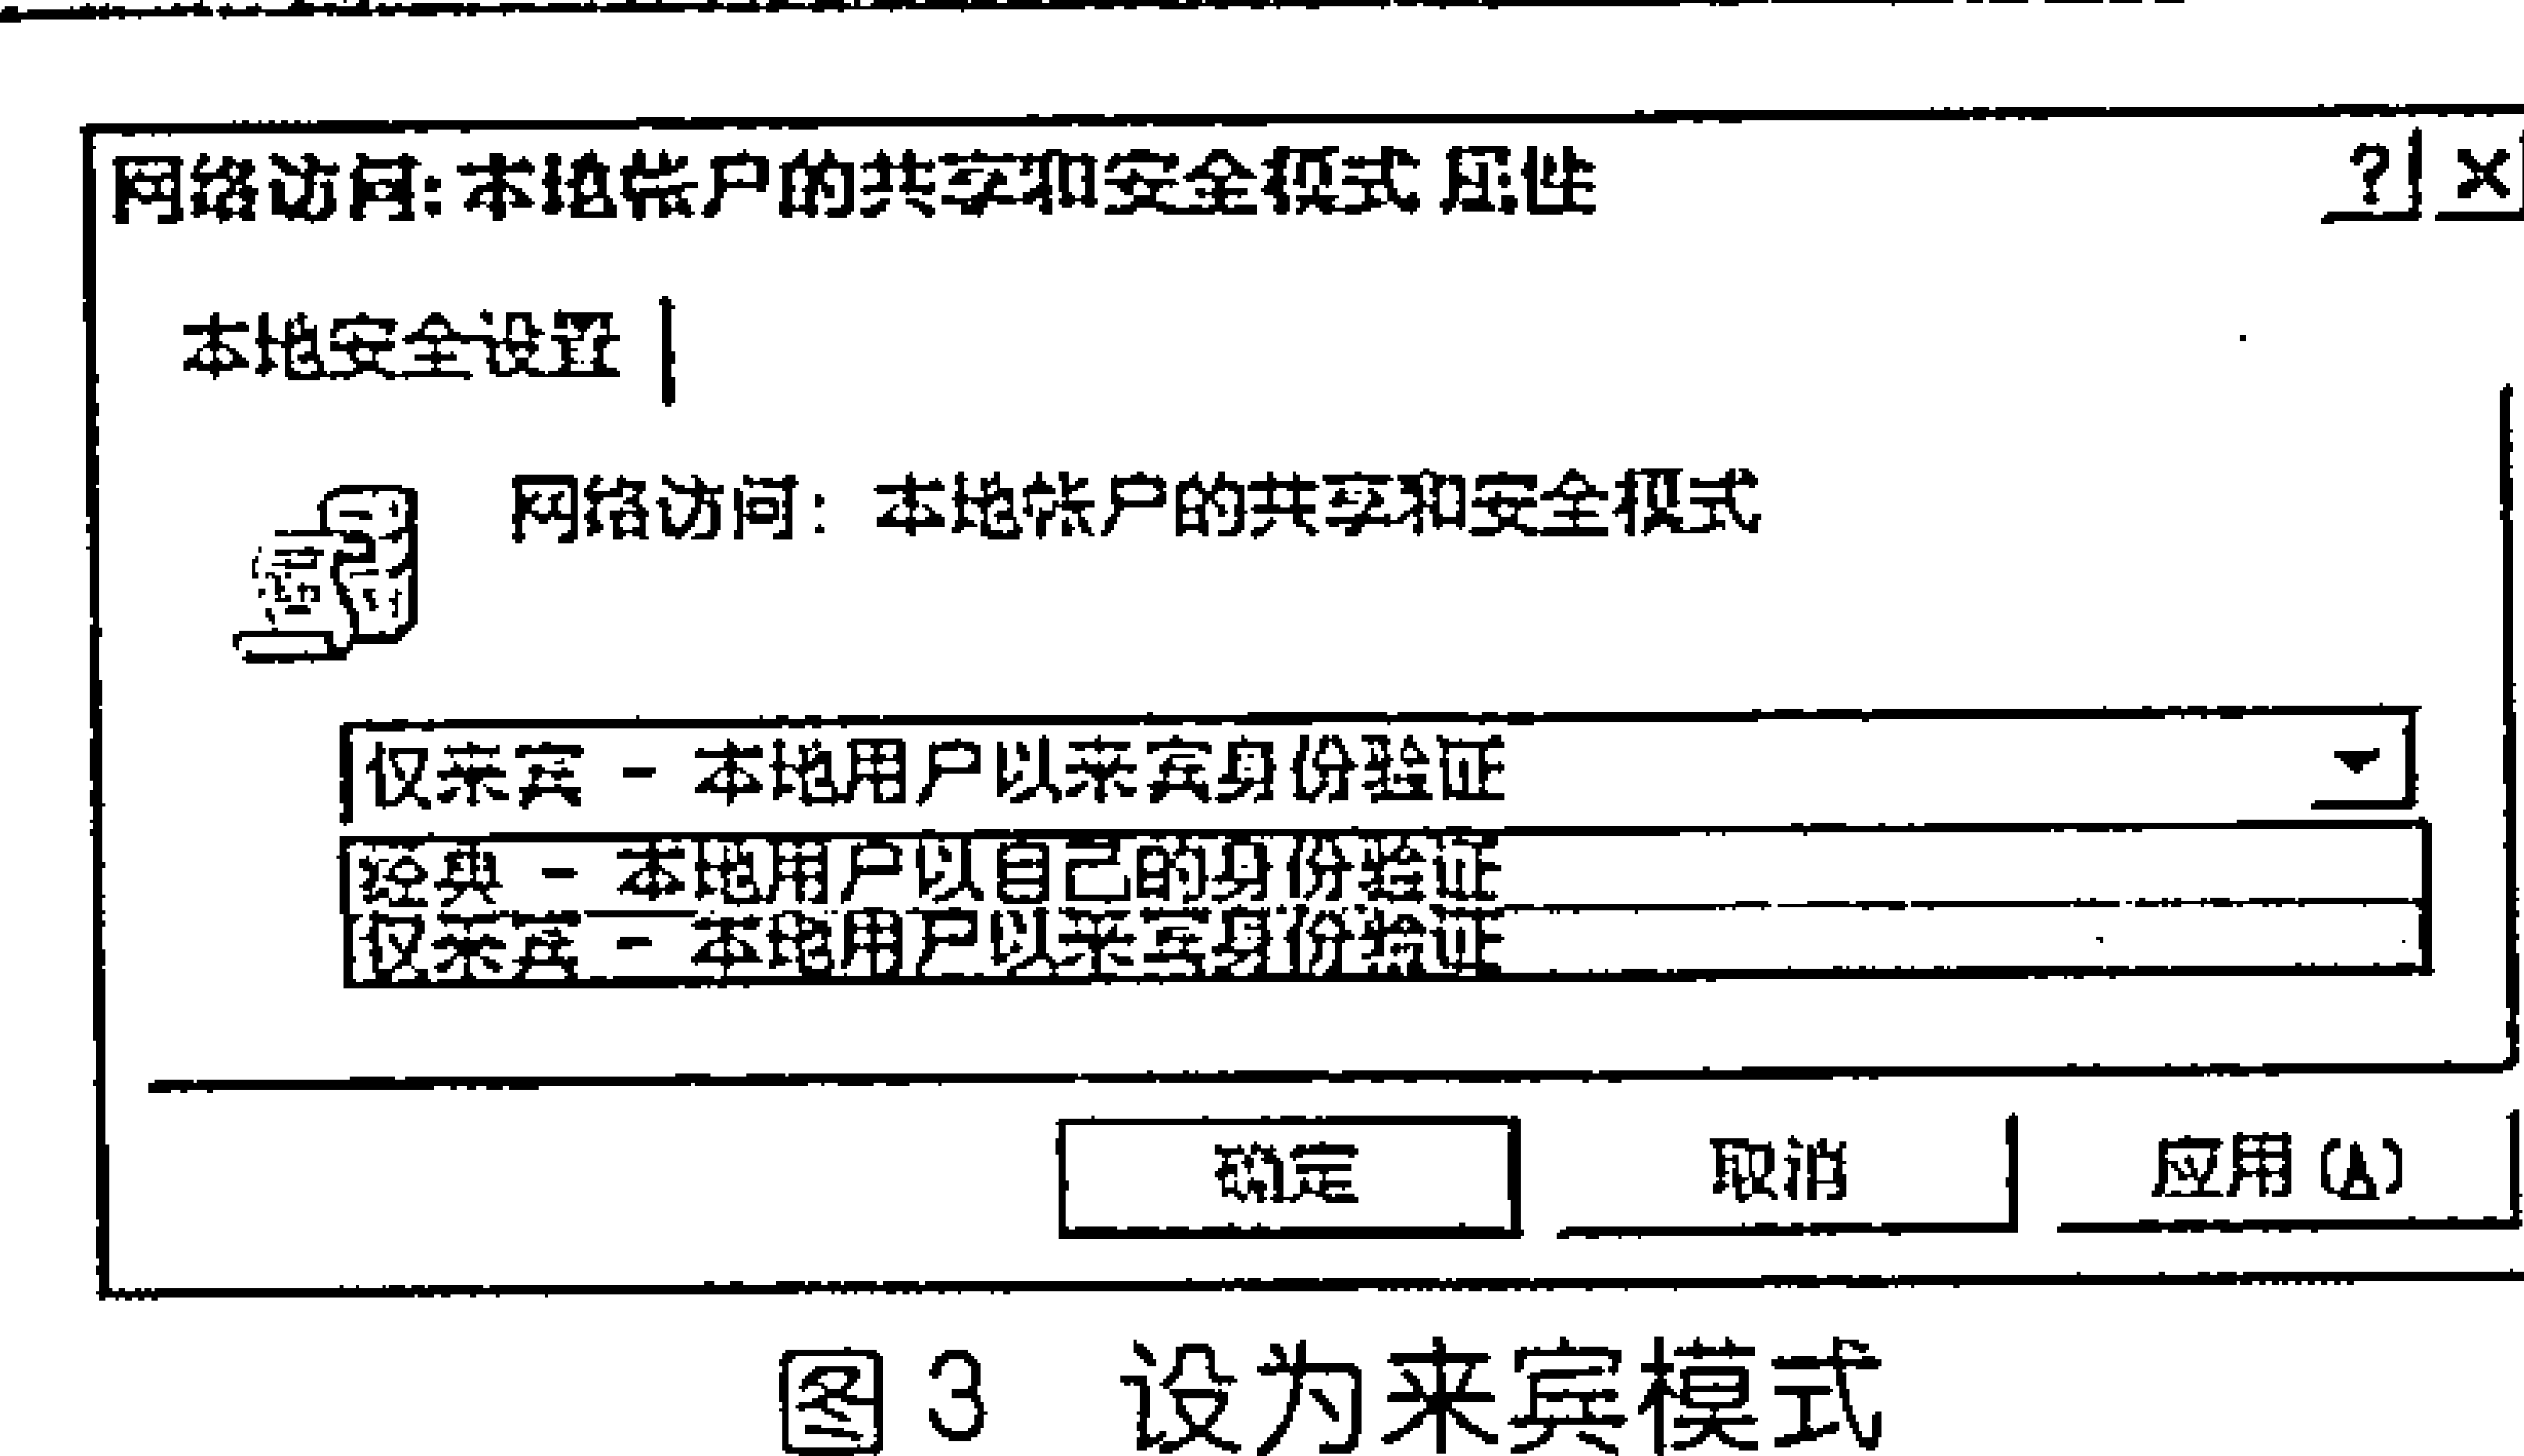 网络访问:本地帐户的共享和安全模式 属性 ? ×
本地安全设置
网络访问: 本地帐户的共享和安全模式
仅来宾 - 本地用户以来宾身份验证
经典 - 本地用户以自己的身份验证
仅来宾 - 本地用户以来宾身份验证
确定 取消 应用(A)
图 3 设为来宾模式